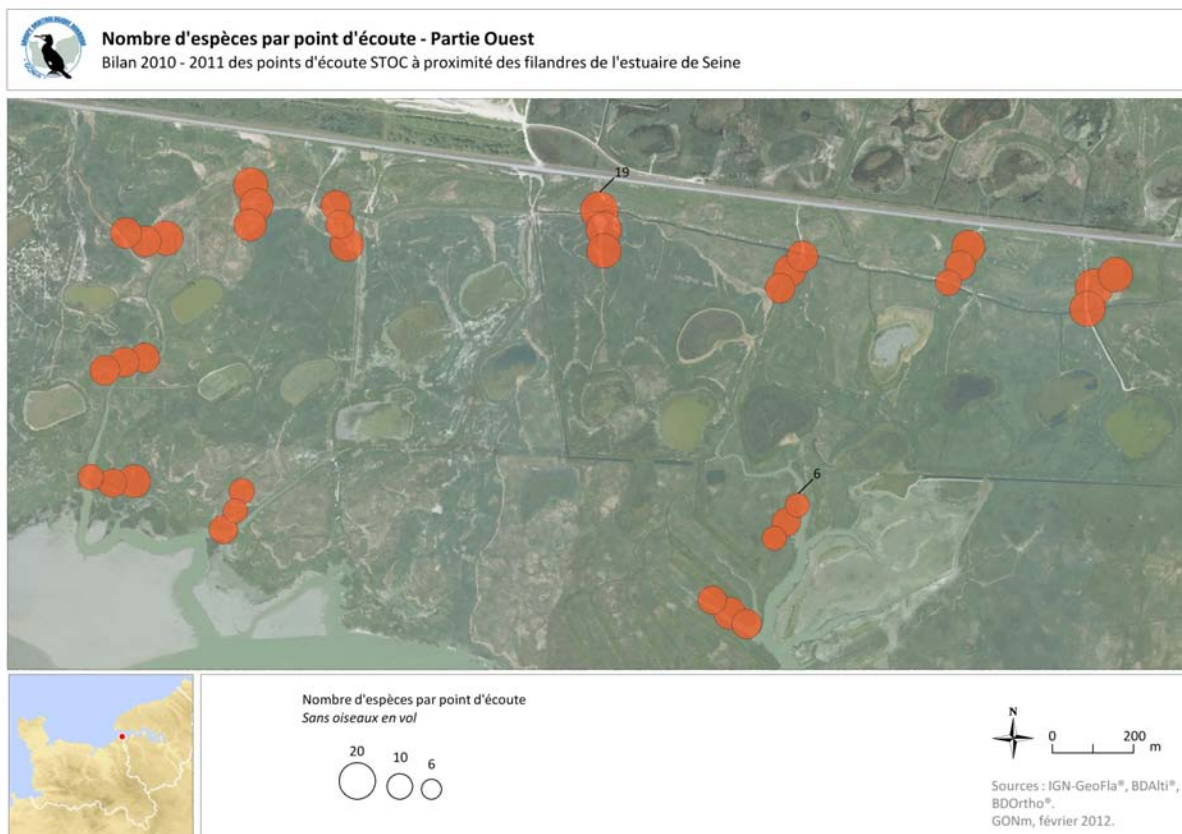 Nombre d'espèces par point d'écoute - Partie Ouest
Bilan 2010 - 2011 des points d'écoute STOC à proximité des filandres de l'estuaire de Seine
19
6
Nombre d'espèces par point d'écoute
Sans oiseaux en vol
20 10 6
N
0 200
m
Sources : IGN-GeoFla®, BDAlti®,
BDOrtho®.
GONm, février 2012.